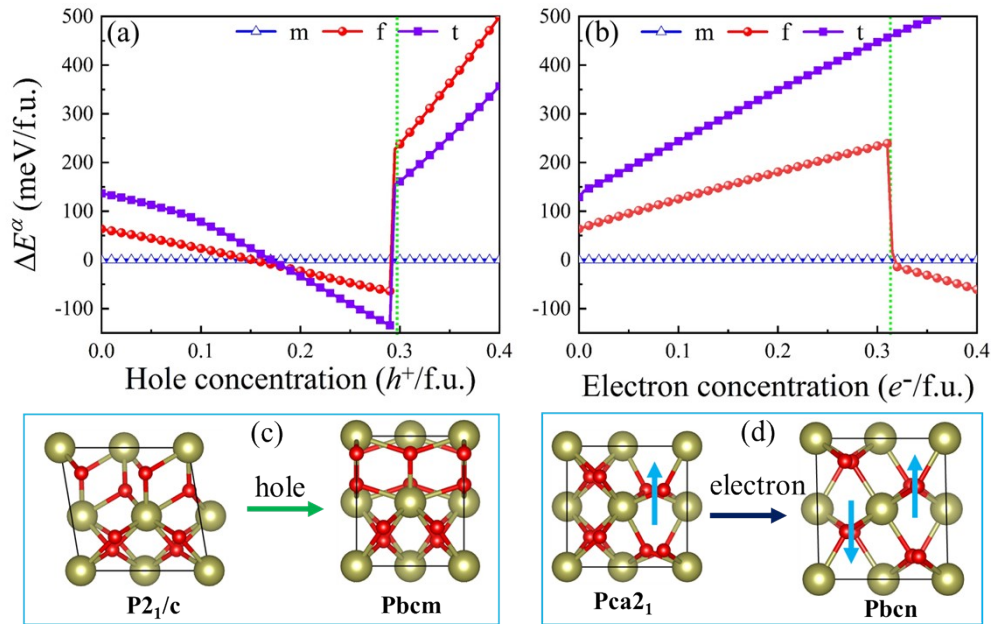 (a) m f t
(b) m f t
ΔE^α (meV/f.u.)
500
400
300
200
100
0
-100
500
400
300
200
100
0
-100
0.0 0.1 0.2 0.3 0.4
0.0 0.1 0.2 0.3 0.4
Hole concentration (h⁺/f.u.)
Electron concentration (e⁻/f.u.)
(c)
hole
P2₁/c
Pbcm
(d)
electron
Pca2₁
Pbcn